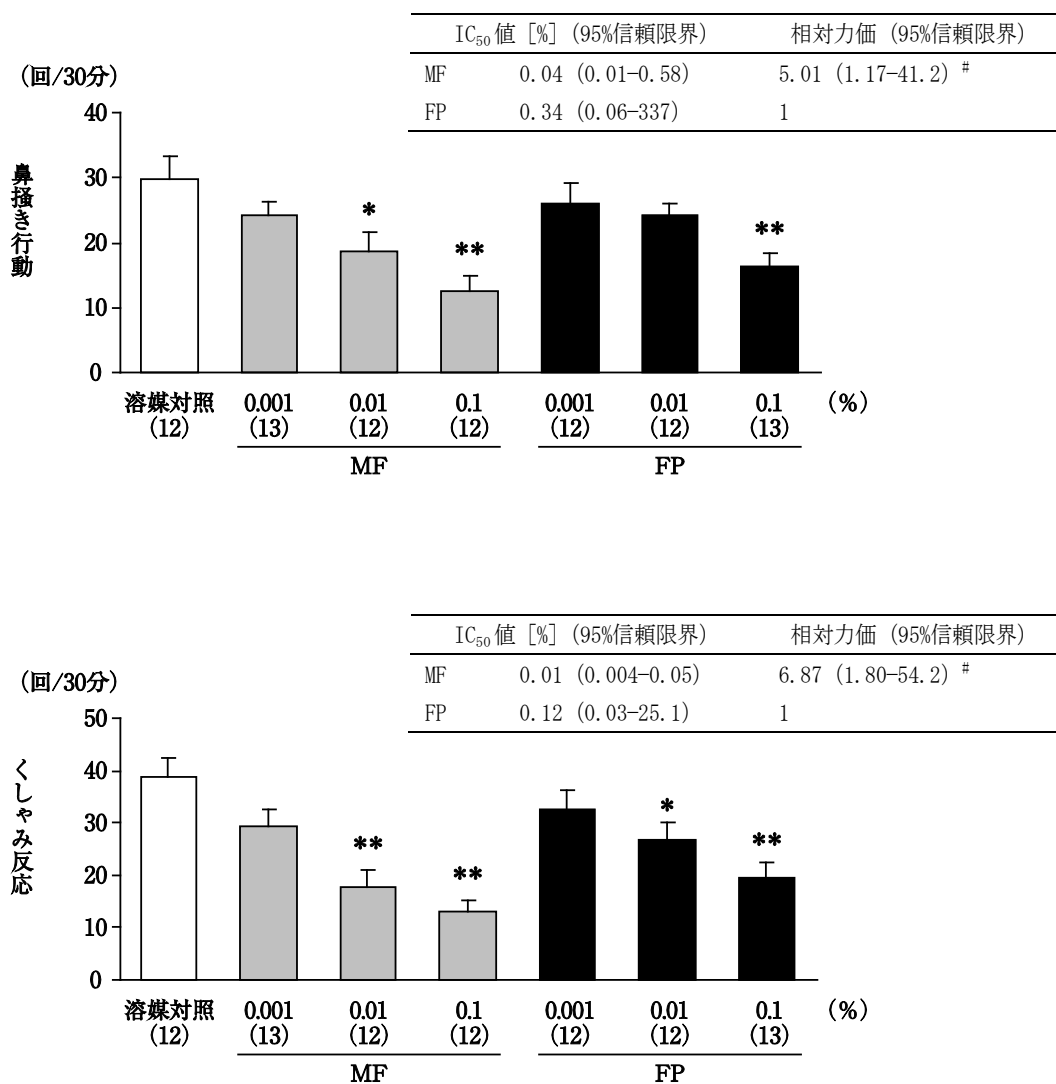 IC50値 [%] (95%信頼限界) 相対力価 (95%信頼限界)
MF 0.04 (0.01-0.58) 5.01 (1.17-41.2) #
FP 0.34 (0.06-337) 1
(回/30分)
鼻掻き行動
40
30
20
10
0
* ** **
溶媒対照 0.001 0.01 0.1 0.001 0.01 0.1 (%)
(12) (13) (12) (12) (12) (12) (13)
MF FP
IC50値 [%] (95%信頼限界) 相対力価 (95%信頼限界)
MF 0.01 (0.004-0.05) 6.87 (1.80-54.2) #
FP 0.12 (0.03-25.1) 1
(回/30分)
くしゃみ反応
50
40
30
20
10
0
** ** * **
溶媒対照 0.001 0.01 0.1 0.001 0.01 0.1 (%)
(12) (13) (12) (12) (12) (12) (13)
MF FP